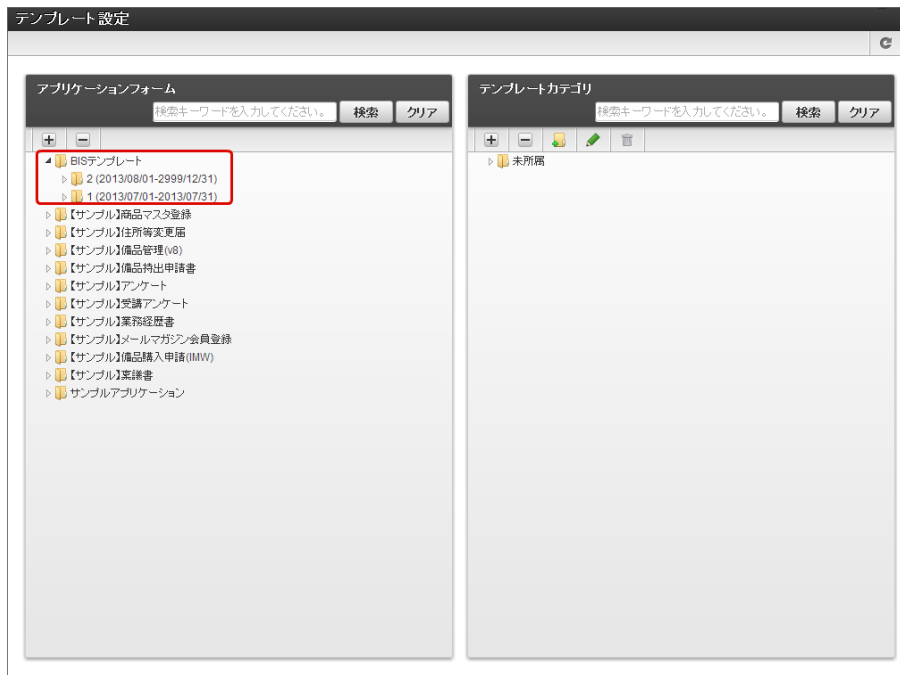 テンプレート設定
アプリケーションフォーム
検索キーワードを入力してください。 検索 クリア
BISテンプレート
2 (2013/08/01-2999/12/31)
1 (2013/07/01-2013/07/31)
【サンプル】商品マスタ登録
【サンプル】住所等変更届
【サンプル】備品管理(v8)
【サンプル】備品持出申請書
【サンプル】アンケート
【サンプル】受講アンケート
【サンプル】業務経歴書
【サンプル】メールマガジン会員登録
【サンプル】備品購入申請(IMW)
【サンプル】稟議書
サンプルアプリケーション
テンプレートカテゴリ
検索キーワードを入力してください。 検索 クリア
未所属